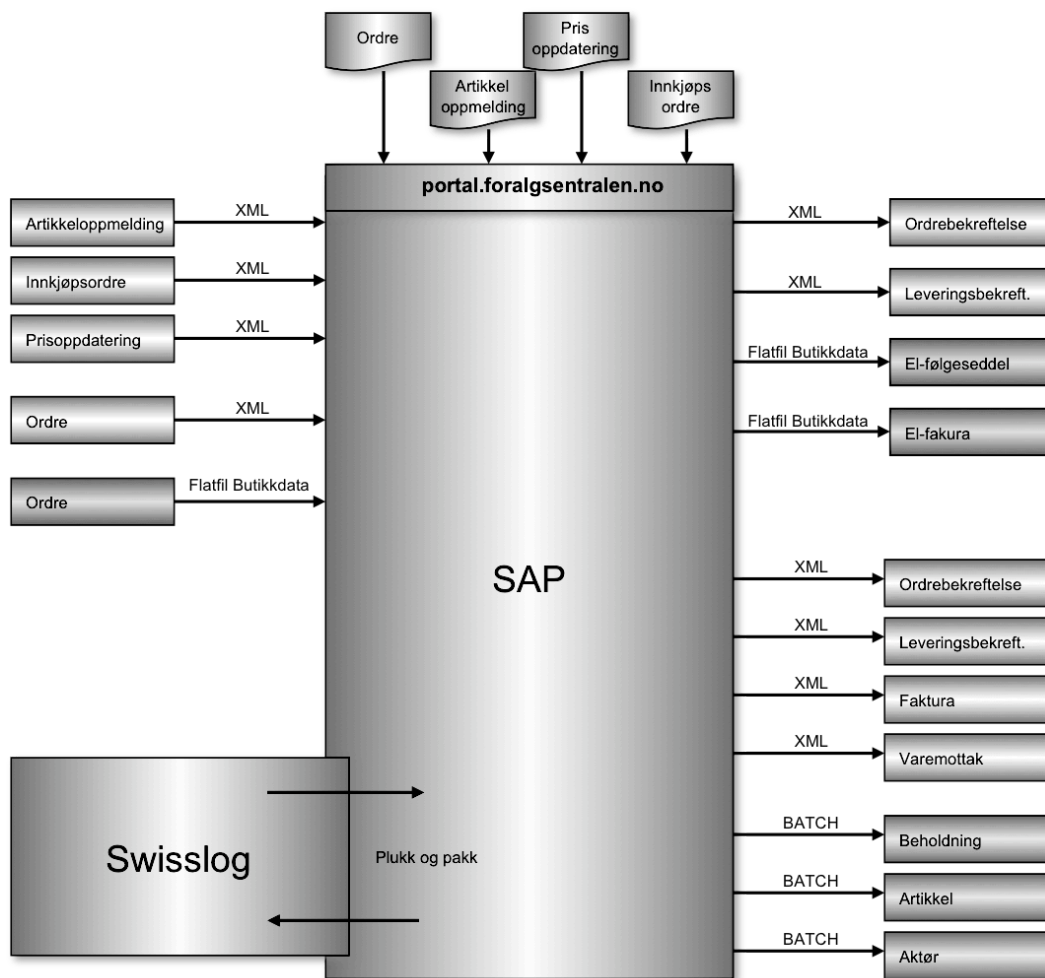 Ordre
Pris
oppdatering
Artikkel
oppmelding
Innkjøps
ordre
portal.foralgsentralen.no
Artikkeloppmelding
XML
XML
Ordrebekreftelse
Innkjøpsordre
XML
XML
Leveringsbekreft.
Prisoppdatering
XML
Flatfil Butikkdata
El-følgeseddel
Ordre
XML
Flatfil Butikkdata
El-fakura
Ordre
Flatfil Butikkdata
SAP
XML
Ordrebekreftelse
XML
Leveringsbekreft.
XML
Faktura
XML
Varemottak
Swisslog
Plukk og pakk
BATCH
Beholdning
BATCH
Artikkel
BATCH
Aktør